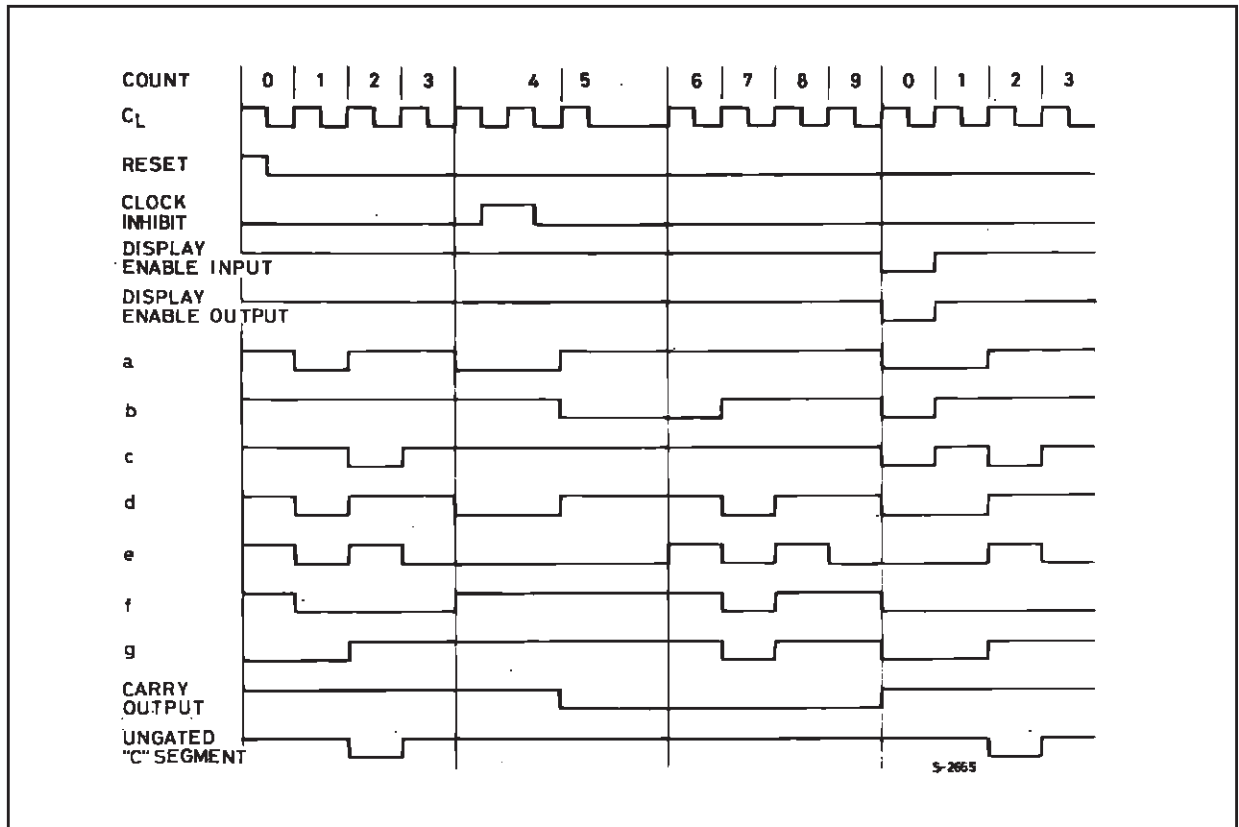 COUNT 0 1 2 3 4 5 6 7 8 9 0 1 2 3
CL
RESET
CLOCK
INHIBIT
DISPLAY
ENABLE INPUT
DISPLAY
ENABLE OUTPUT
a
b
c
d
e
f
g
CARRY
OUTPUT
UNGATED
"C" SEGMENT
S-2665